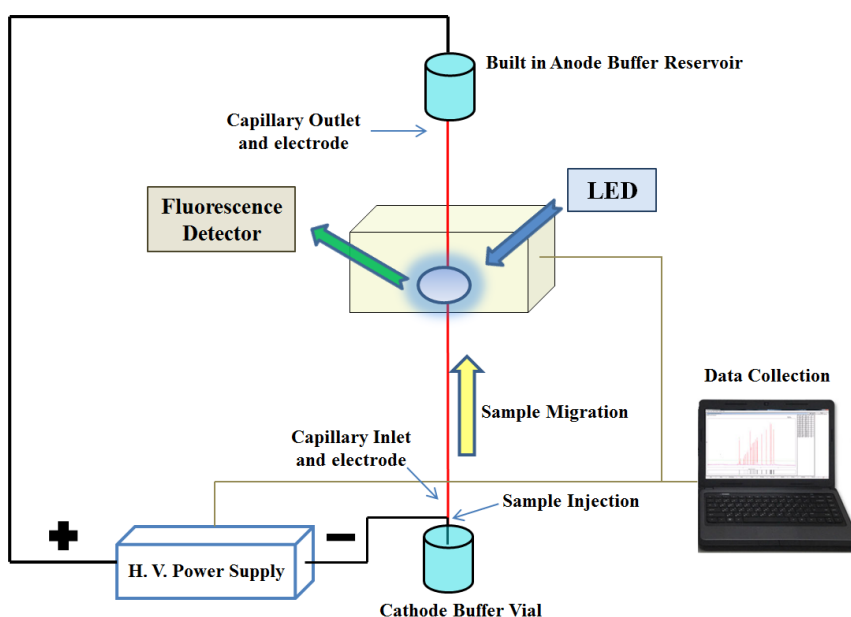 Built in Anode Buffer Reservoir
Capillary Outlet
and electrode
LED
Fluorescence
Detector
Data Collection
Sample Migration
Capillary Inlet
and electrode
Sample Injection
+
−
H. V. Power Supply
Cathode Buffer Vial